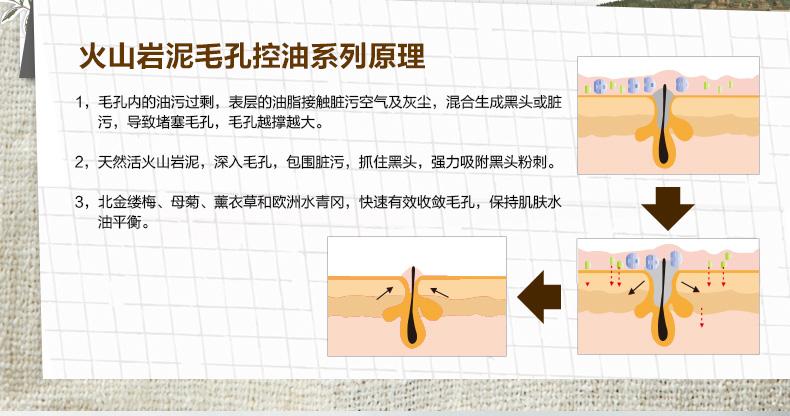 火山岩泥毛孔控油系列原理
1，毛孔内的油污过剩，表层的油脂接触脏污空气及灰尘，混合生成黑头或脏
污，导致堵塞毛孔，毛孔越撑越大。
2，天然活火山岩泥，深入毛孔，包围脏污，抓住黑头，强力吸附黑头粉刺。
3，北金缕梅、母菊、薰衣草和欧洲水青冈，快速有效收敛毛孔，保持肌肤水
油平衡。